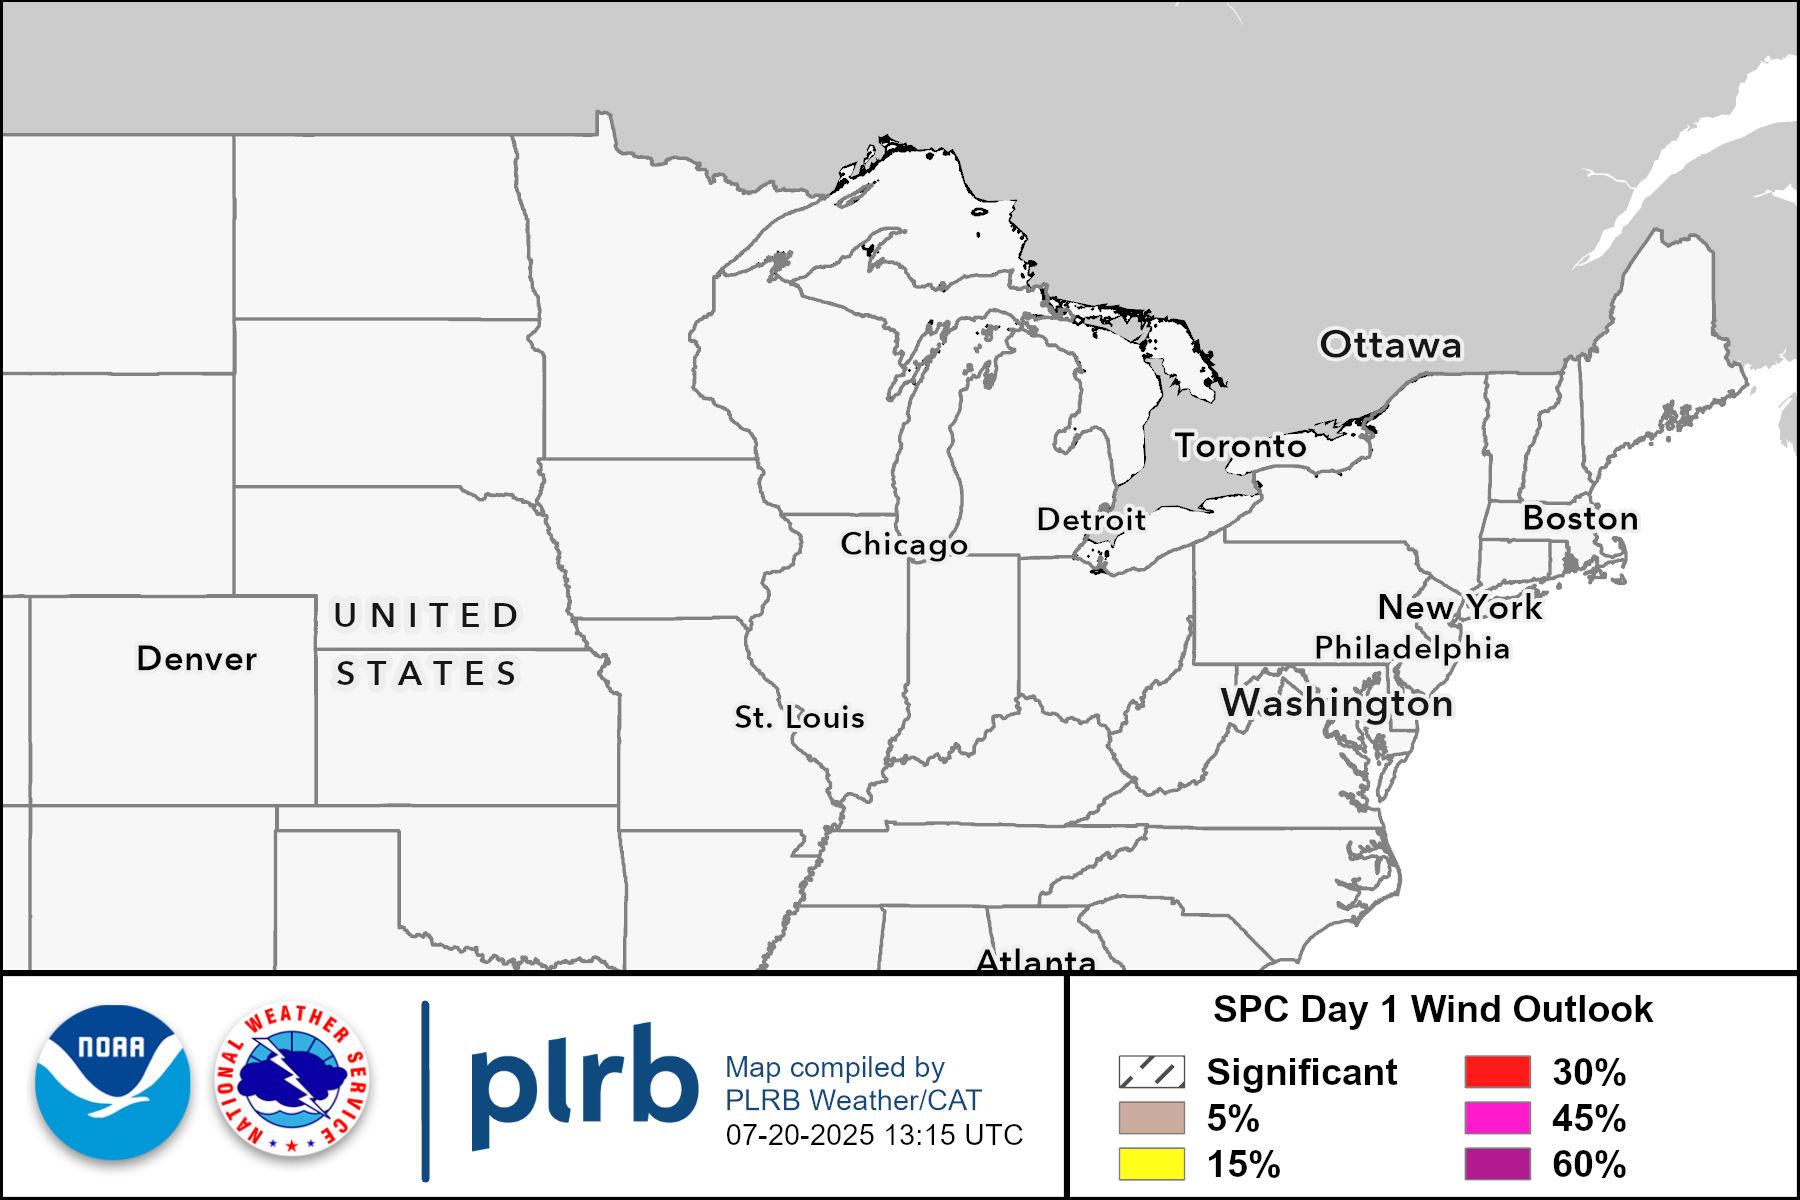 Ottawa
Toronto
Detroit
Boston
Chicago
New York
UNITED
Philadelphia
Denver
STATES
Washington
St. Louis
Atlanta
NOAA
NATIONAL WEATHER SERVICE
plrb
Map compiled by
PLRB Weather/CAT
07-20-2025 13:15 UTC
SPC Day 1 Wind Outlook
Significant
30%
5%
45%
15%
60%